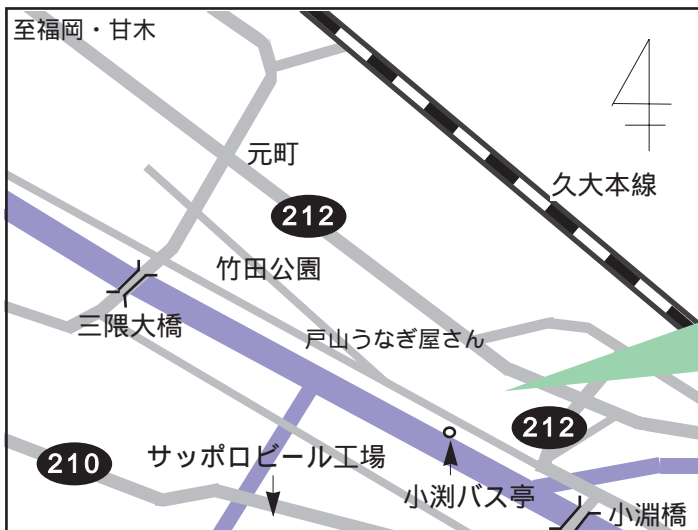 至福岡・甘木
元町
212
久大本線
竹田公園
三隈大橋
戸山うなぎ屋さん
212
210
サッポロビール工場
小渕バス亭
小淵橋